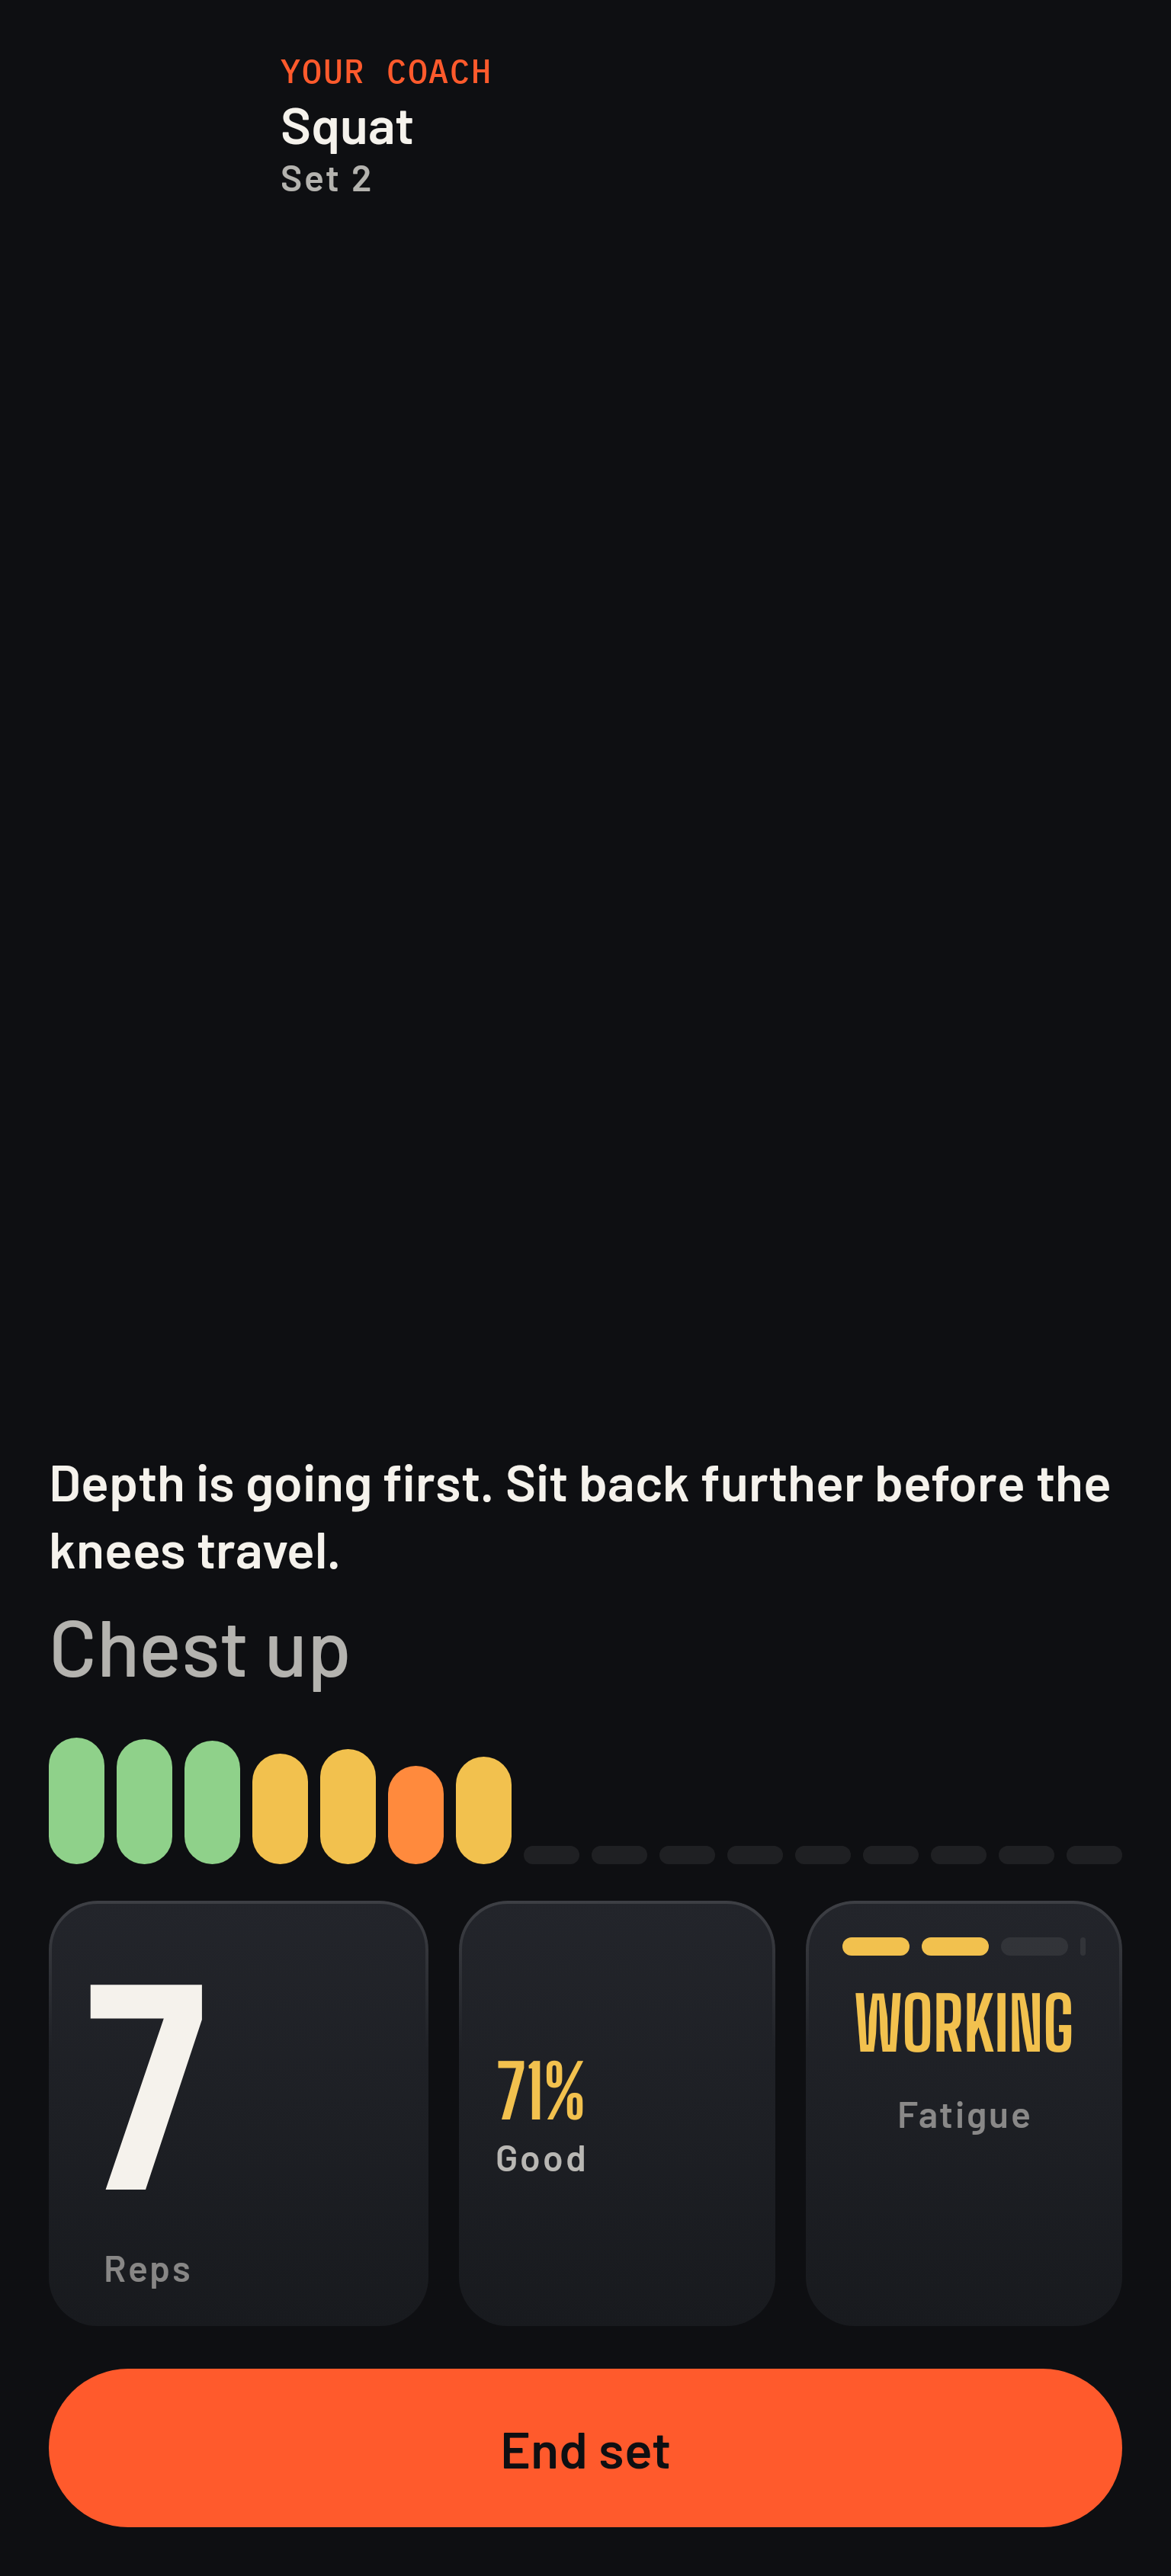 YOUR COACH
Squat
Set 2
Depth is going first. Sit back further before the
knees travel.
Chest up
7
Reps
71%
Good
WORKING
Fatigue
End set